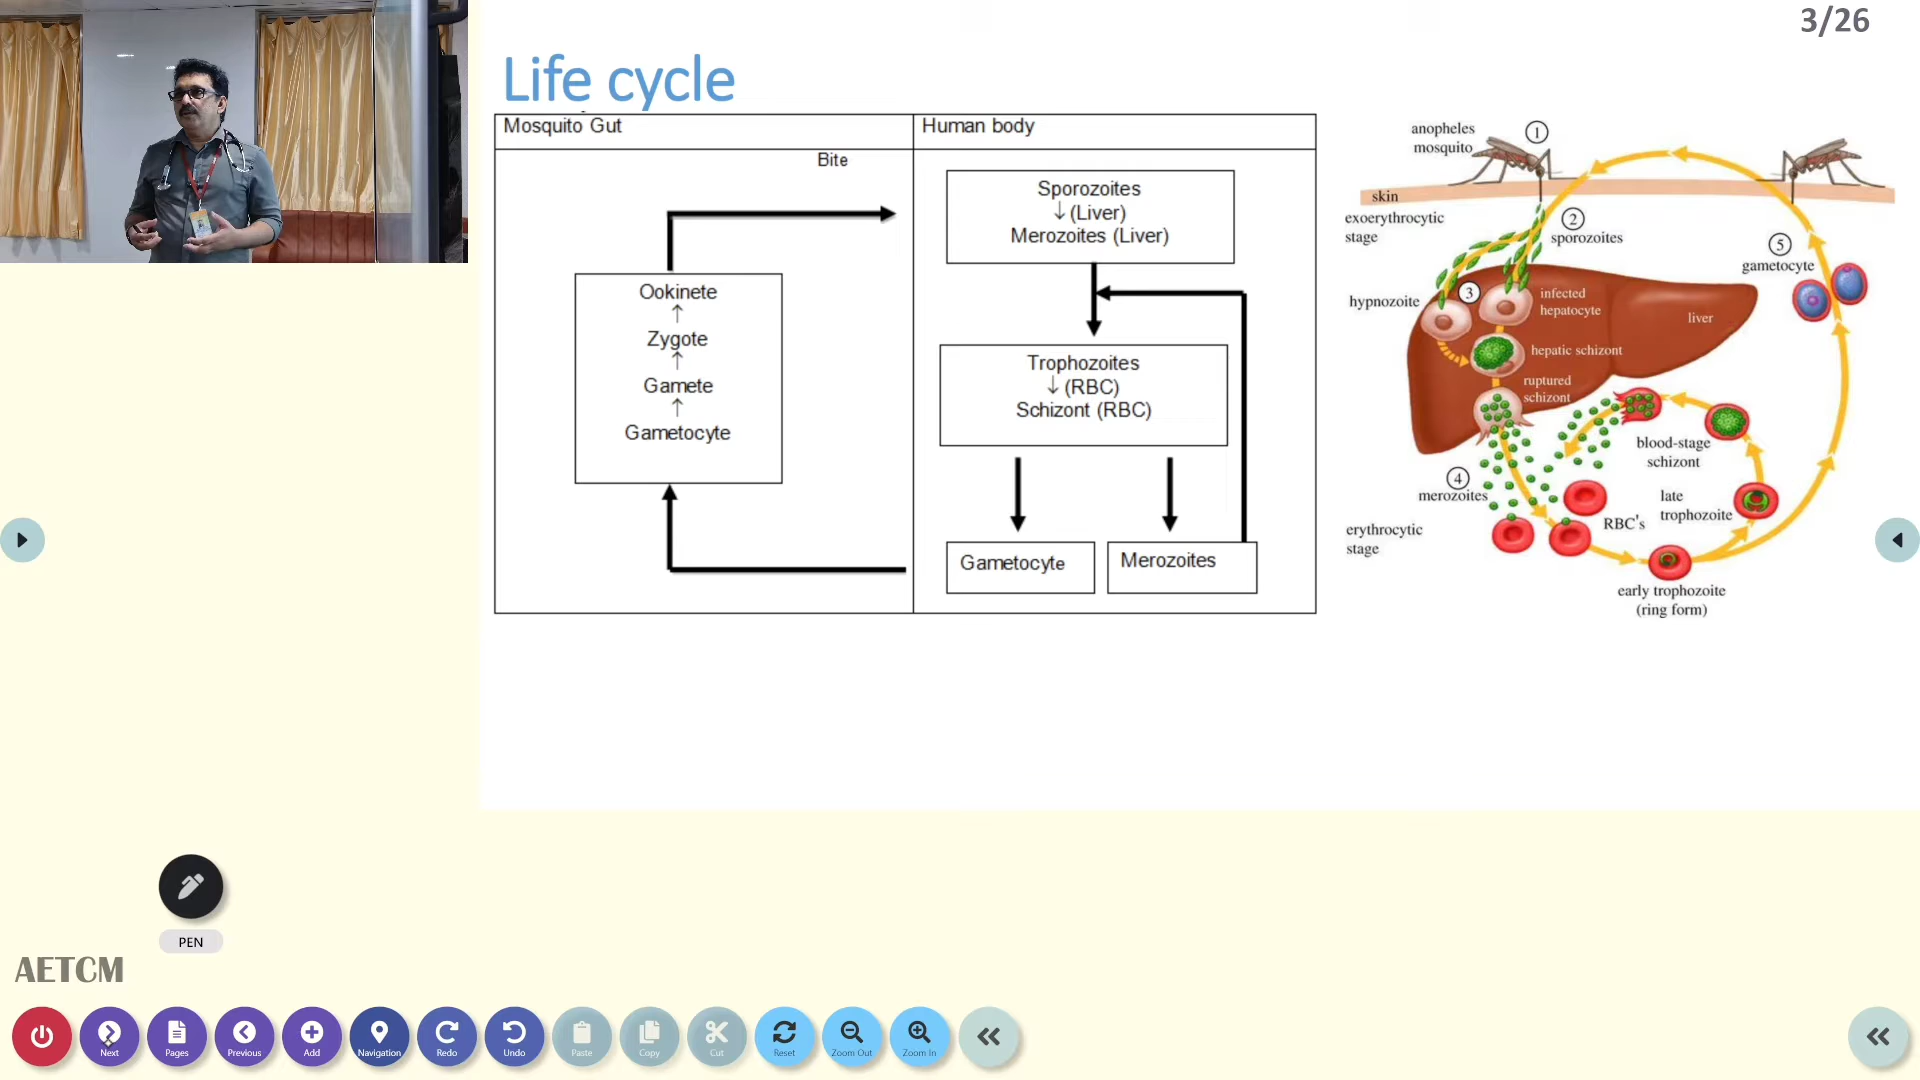 3/26
Life cycle
Mosquito Gut
Human body
Bite
Ookinete
↑
Zygote
↑
Gamete
↑
Gametocyte
Sporozoites
↓ (Liver)
Merozoites (Liver)
Trophozoites
↓ (RBC)
Schizont (RBC)
Gametocyte
Merozoites
anopheles
mosquito
1
skin
exoerythrocytic
stage
2
sporozoites
5
gametocyte
hypnozoite
3
infected
hepatocyte
liver
hepatic schizont
ruptured
schizont
blood-stage
schizont
4
merozoites
late
trophozoite
RBC's
erythrocytic
stage
early trophozoite
(ring form)
PEN
AETCM
Next
Pages
Previous
Add
Navigation
Redo
Undo
Paste
Copy
Cut
Reset
Zoom Out
Zoom In